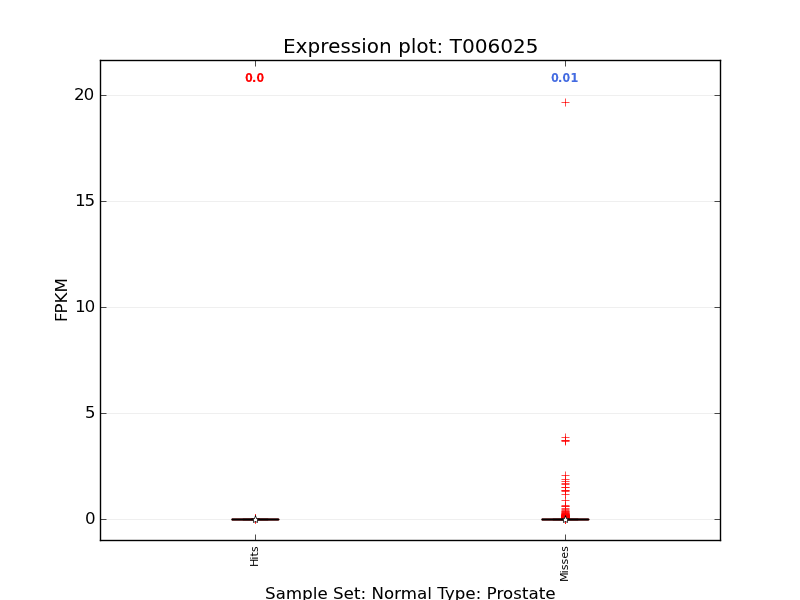 Expression plot: T006025
0.0
0.01
20
15
10
5
0
FPKM
Hits
Misses
Sample Set: Normal Type: Prostate